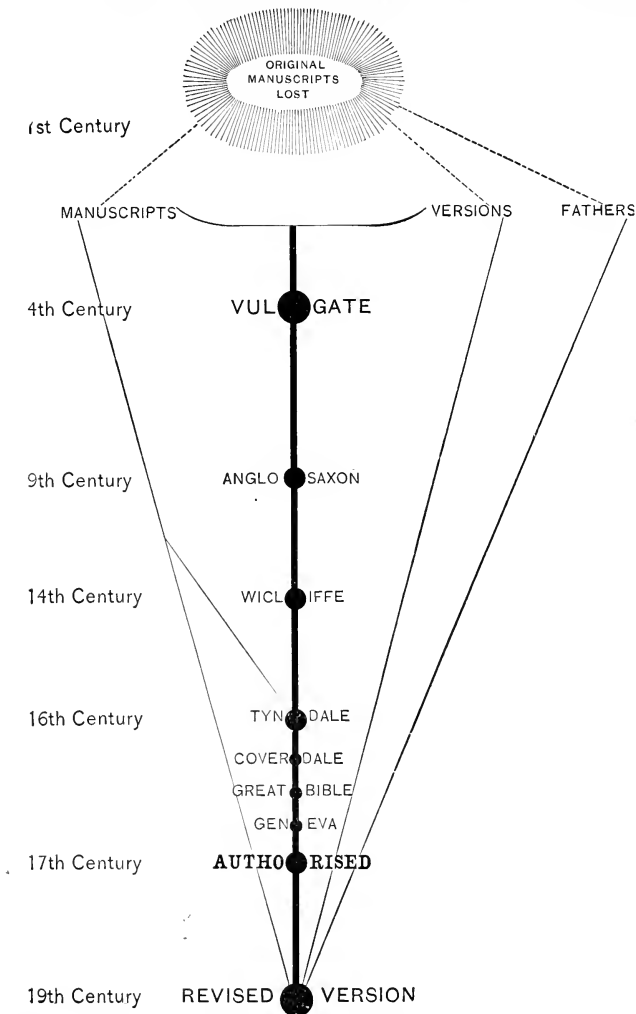 ORIGINAL
MANUSCRIPTS
LOST
1st Century
MANUSCRIPTS VERSIONS FATHERS
4th Century VULGATE
9th Century ANGLO SAXON
14th Century WICLIFFE
16th Century TYNDALE
COVERDALE
GREAT BIBLE
GENEVA
17th Century AUTHORISED
19th Century REVISED VERSION